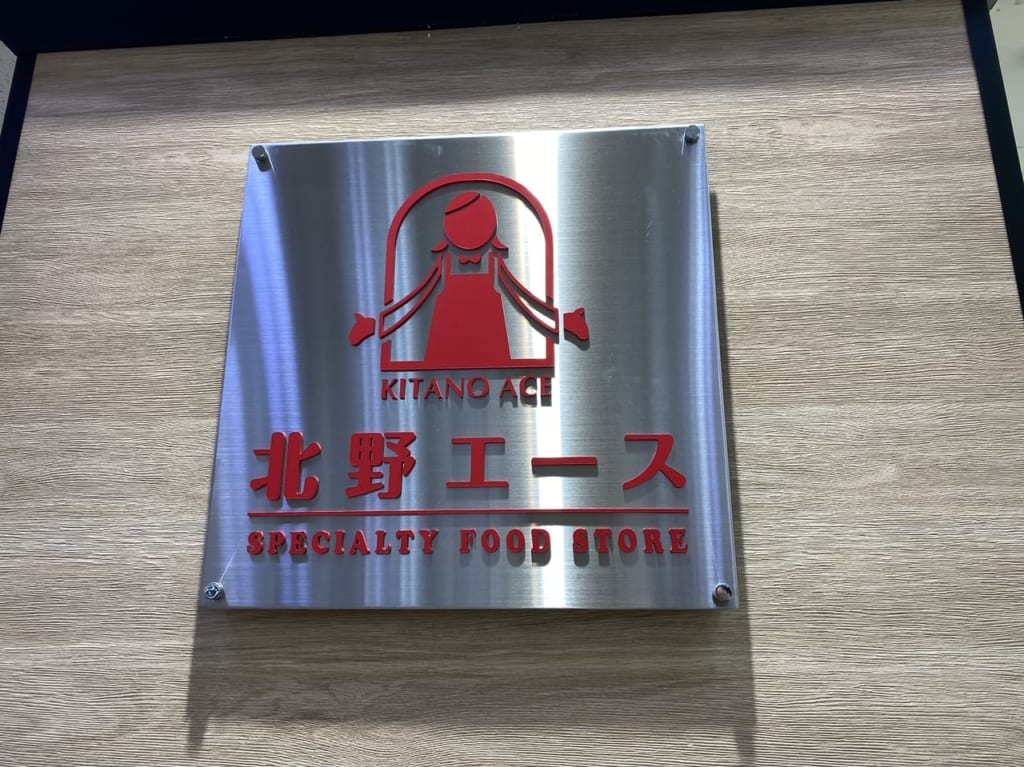 KITANO ACE
北野エース
SPECIALTY FOOD STORE